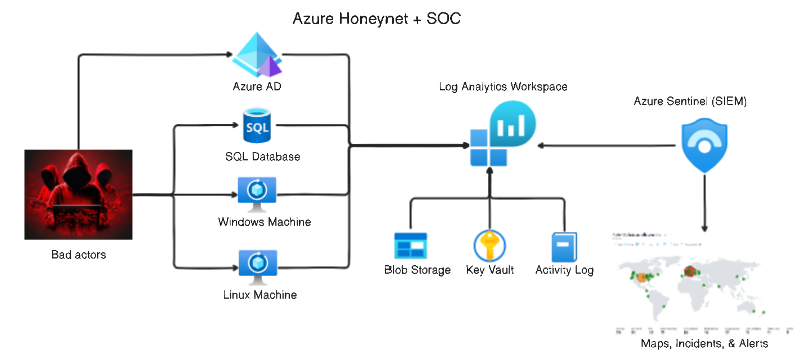 Azure Honeynet + SOC
Azure AD
Log Analytics Workspace
Azure Sentinel (SIEM)
SQL
SQL Database
Windows Machine
Bad actors
Blob Storage
Key Vault
Activity Log
Linux Machine
Maps, Incidents, & Alerts